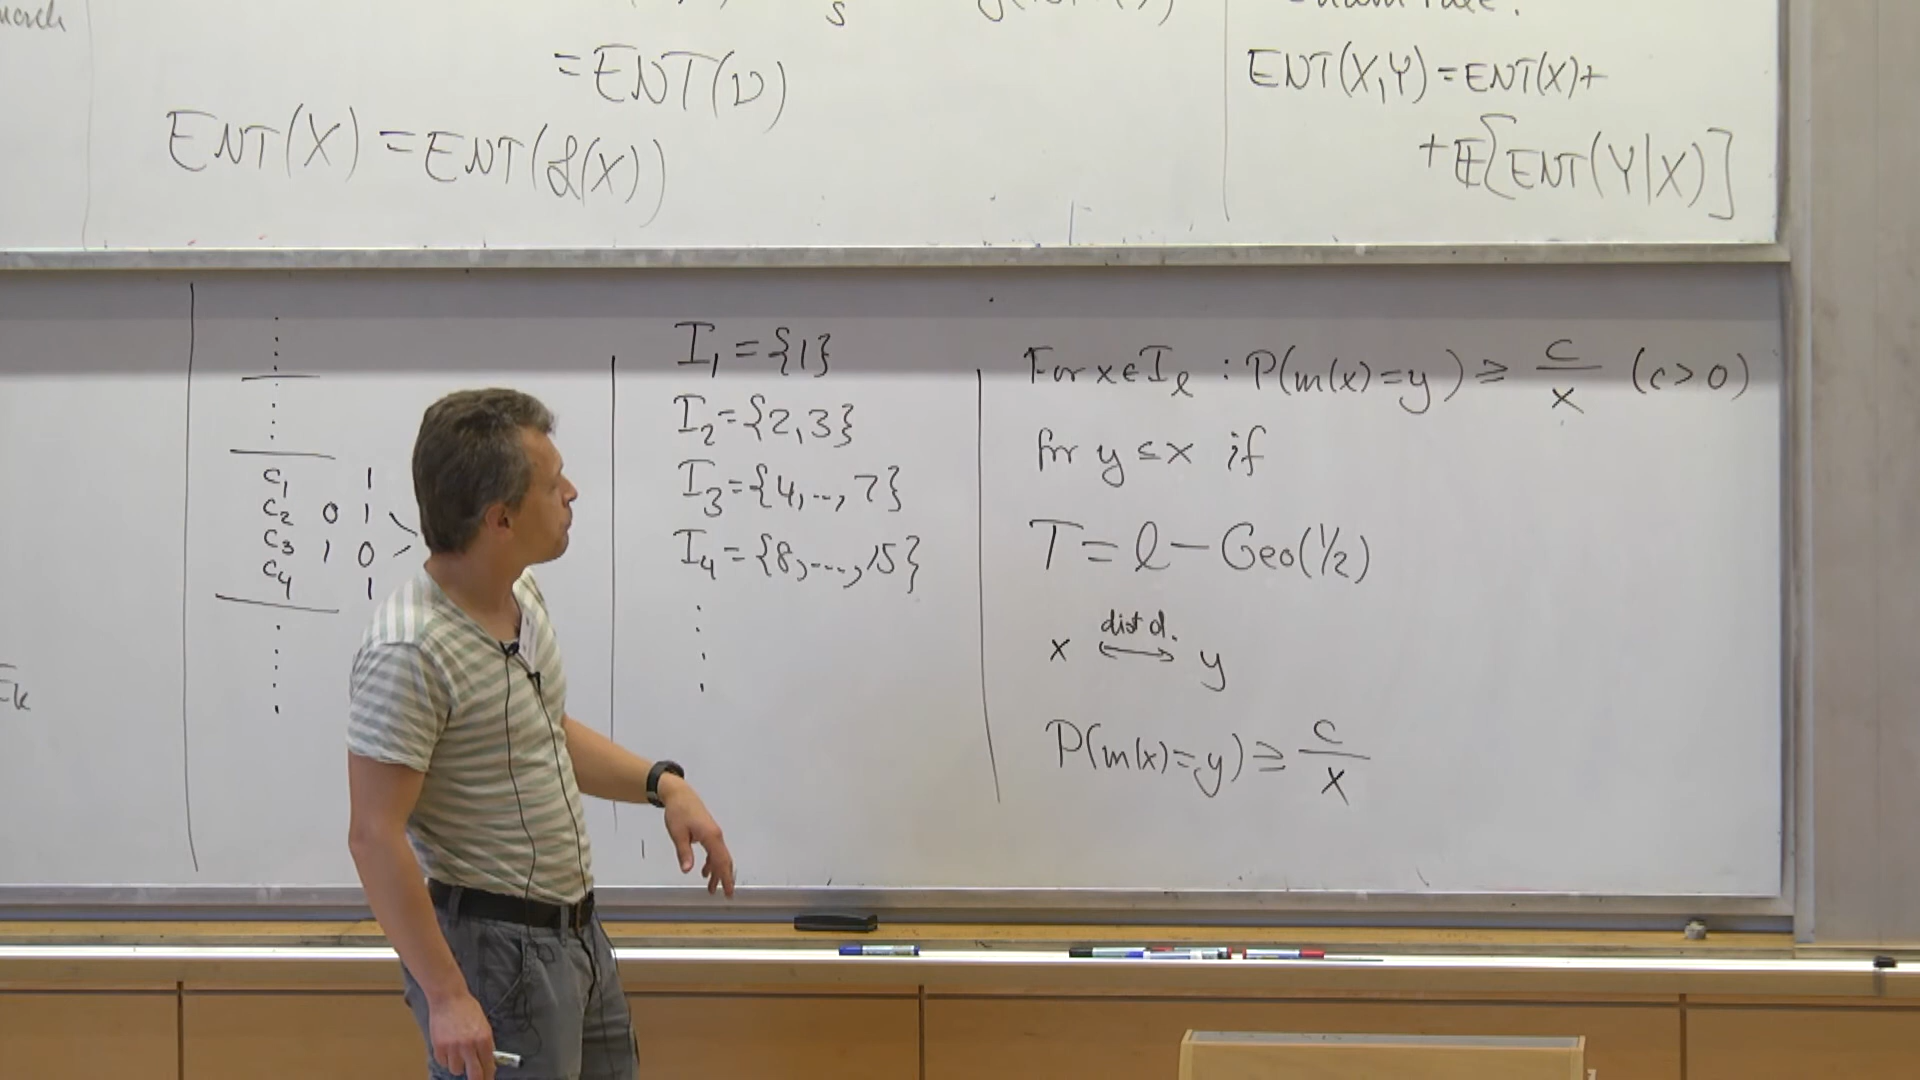 = ENT(ν)
ENT(X) = ENT(ℒ(X))
ENT(X,Y) = ENT(X)+
+ E[ENT(Y|X)]
C₁ 1
C₂ 0 1
C₃ 1 0
C₄ 1
I₁ = {1}
I₂ = {2,3}
I₃ = {4,..,7}
I₄ = {8,...,15}
For x ∈ I_ℓ : P(m(x)=y) ≥ c/x (c>0)
for y ≤ x if
T = ℓ − Geo(1/2)
dist d.
x ⟷ y
P(m(x)=y) ≥ c/x